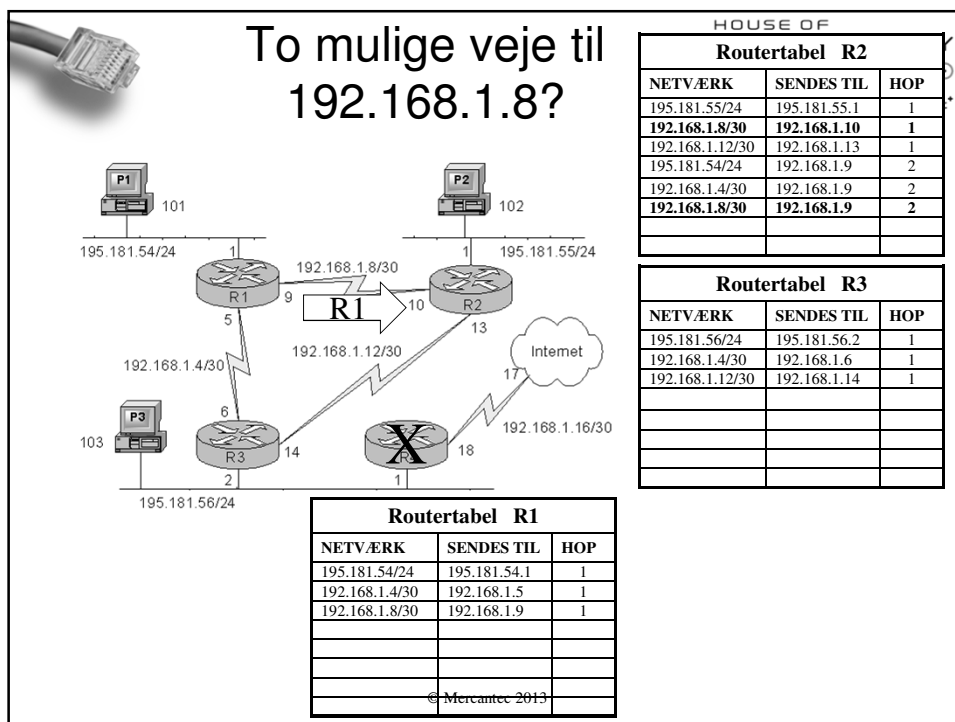 To mulige veje til
192.168.1.8?
HOUSE OF
Routertabel R2
NETVÆRK SENDES TIL HOP
195.181.55/24 195.181.55.1 1
192.168.1.8/30 192.168.1.10 1
192.168.1.12/30 192.168.1.13 1
195.181.54/24 192.168.1.9 2
192.168.1.4/30 192.168.1.9 2
192.168.1.8/30 192.168.1.9 2
P1
101
P2
102
195.181.54/24
1
1
195.181.55/24
192.168.1.8/30
R1
9
R1
10
R2
5
13
192.168.1.12/30
192.168.1.4/30
Internet
17
P3
103
6
R3
14
X
18
192.168.1.16/30
2
1
195.181.56/24
Routertabel R3
NETVÆRK SENDES TIL HOP
195.181.56/24 195.181.56.2 1
192.168.1.4/30 192.168.1.6 1
192.168.1.12/30 192.168.1.14 1
Routertabel R1
NETVÆRK SENDES TIL HOP
195.181.54/24 195.181.54.1 1
192.168.1.4/30 192.168.1.5 1
192.168.1.8/30 192.168.1.9 1
© Mercantec 2013